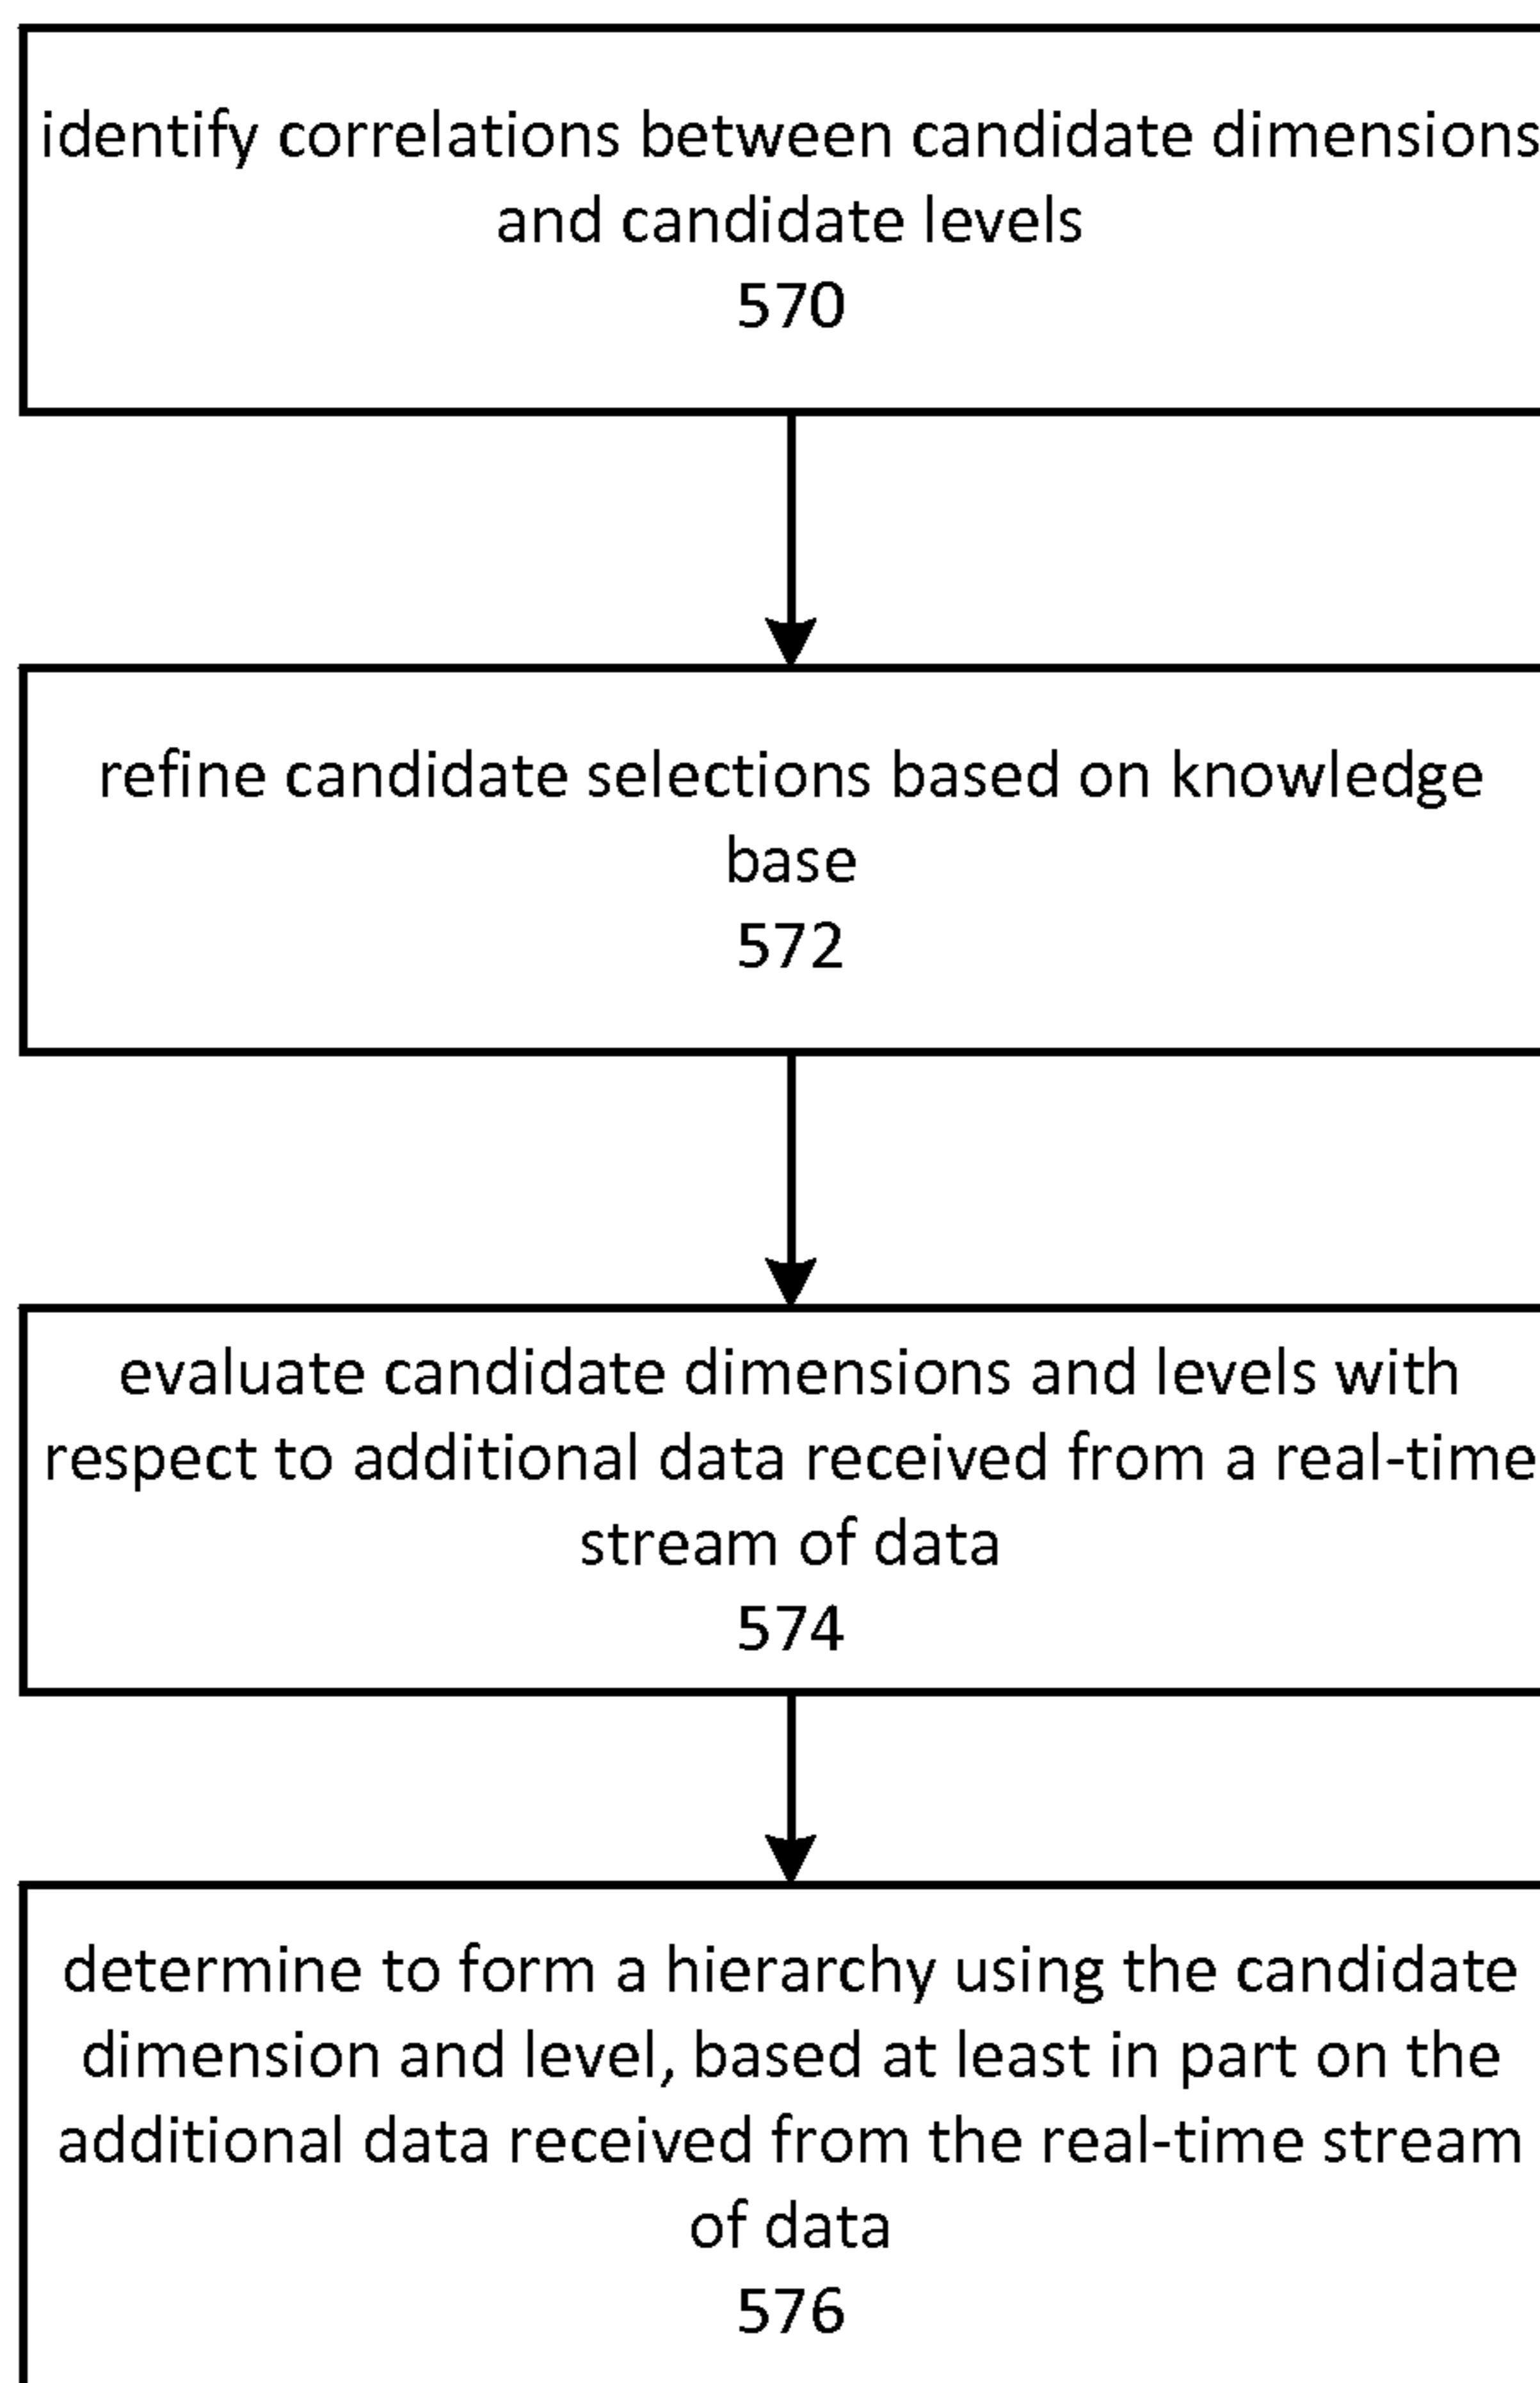 identify correlations between candidate dimensions
and candidate levels
570
refine candidate selections based on knowledge
base
572
evaluate candidate dimensions and levels with
respect to additional data received from a real-time
stream of data
574
determine to form a hierarchy using the candidate
dimension and level, based at least in part on the
additional data received from the real-time stream
of data
576